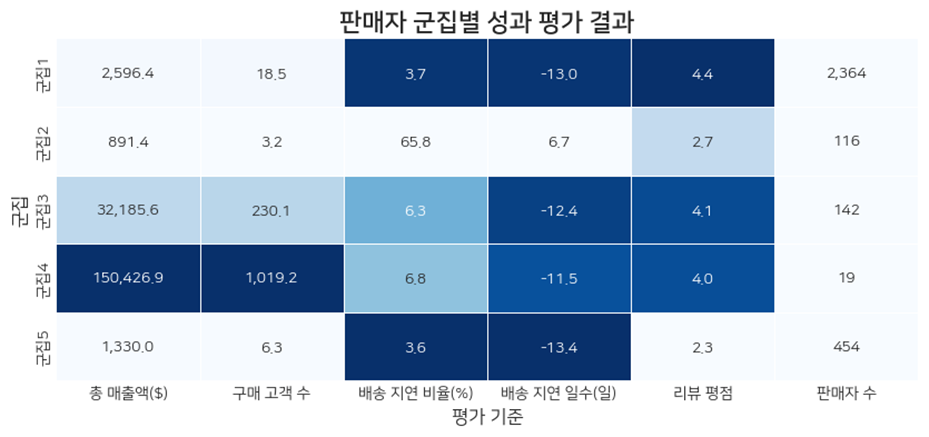 판매자 군집별 성과 평가 결과
군집
군집1 2,596.4 18.5 3.7 -13.0 4.4 2,364
군집2 891.4 3.2 65.8 6.7 2.7 116
군집3 32,185.6 230.1 6.3 -12.4 4.1 142
군집4 150,426.9 1,019.2 6.8 -11.5 4.0 19
군집5 1,330.0 6.3 3.6 -13.4 2.3 454
총 매출액($) 구매 고객 수 배송 지연 비율(%) 배송 지연 일수(일) 리뷰 평점 판매자 수
평가 기준